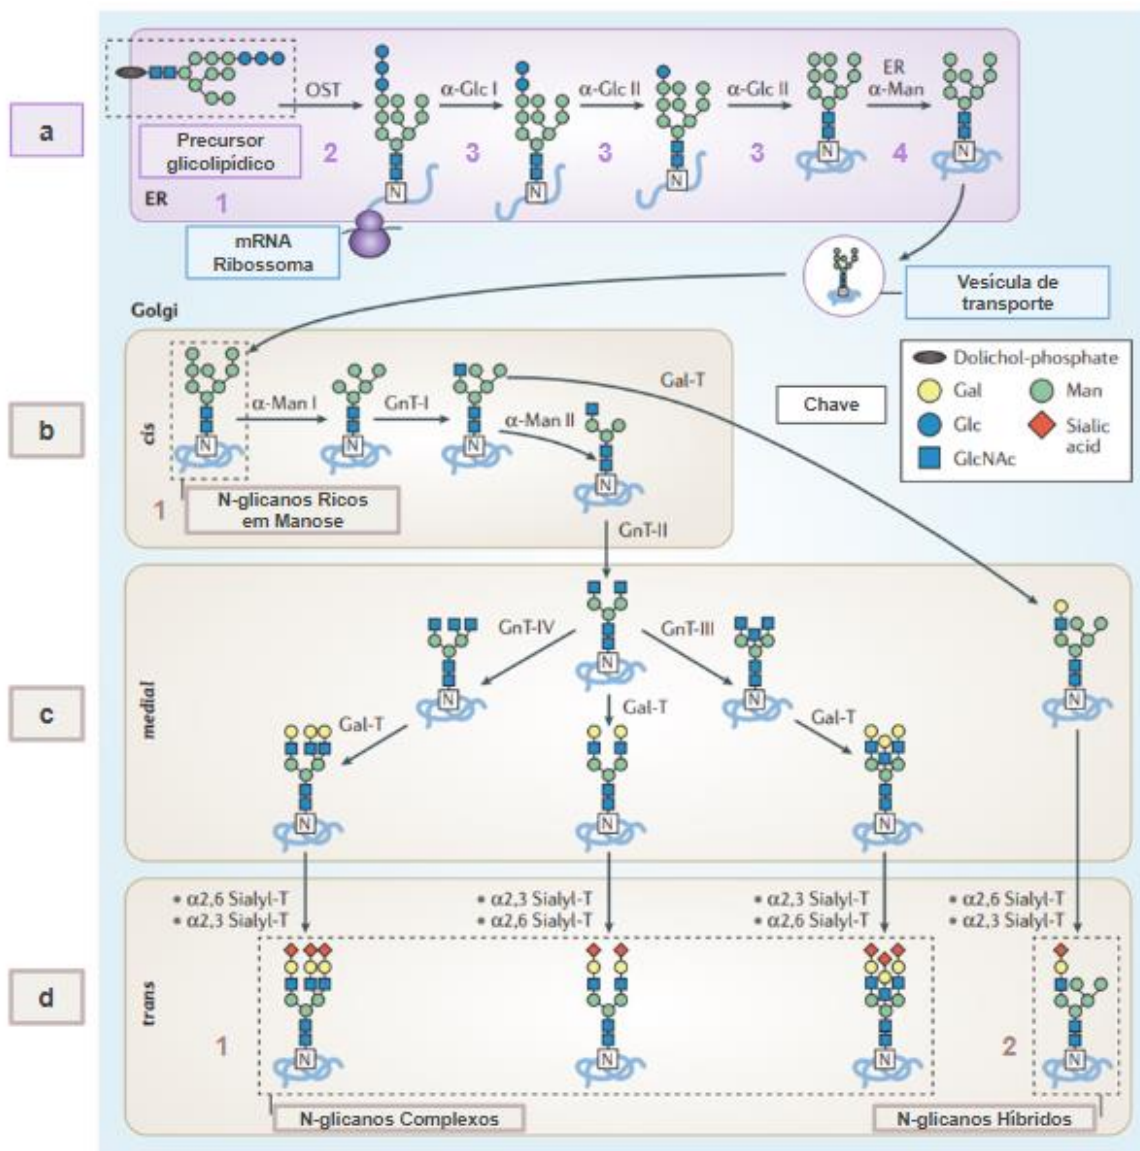 a
Precursor
glicolipídico
ER
1
OST
2
α-Glc I
3
α-Glc II
3
α-Glc II
3
ER
α-Man
4
N
N
N
N
N
mRNA
Ribossoma
Vesícula de
transporte
Golgi
b
cis
1
α-Man I
GnT-I
α-Man II
Gal-T
N
N
N
N
N-glicanos Ricos
em Manose
GnT-II
Chave
Dolichol-phosphate
Gal
Man
Glc
Sialic
acid
GlcNAc
c
medial
GnT-IV
GnT-III
N
N
N
N
Gal-T
Gal-T
Gal-T
N
N
N
d
trans
• α2,6 Sialyl-T
• α2,3 Sialyl-T
• α2,3 Sialyl-T
• α2,6 Sialyl-T
• α2,3 Sialyl-T
• α2,6 Sialyl-T
• α2,6 Sialyl-T
• α2,3 Sialyl-T
1
2
N
N
N
N
N-glicanos Complexos
N-glicanos Híbridos